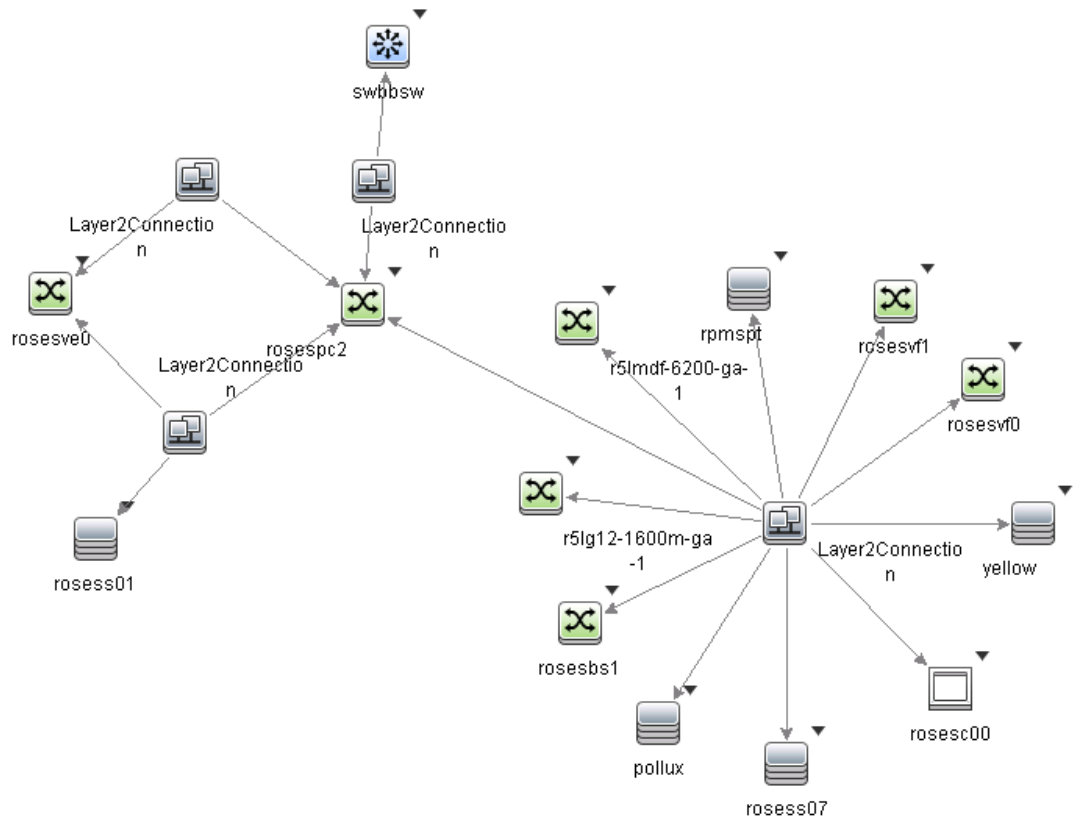 swbbsw
Layer2Connectio
n
Layer2Connectio
n
rosesve0
rosespc2
Layer2Connectio
n
rosess01
rpmspt
rosesvf1
r5lmdf-6200-ga-
1
rosesvf0
r5lg12-1600m-ga
-1
Layer2Connectio
n
yellow
rosesbs1
rosesc00
pollux
rosess07